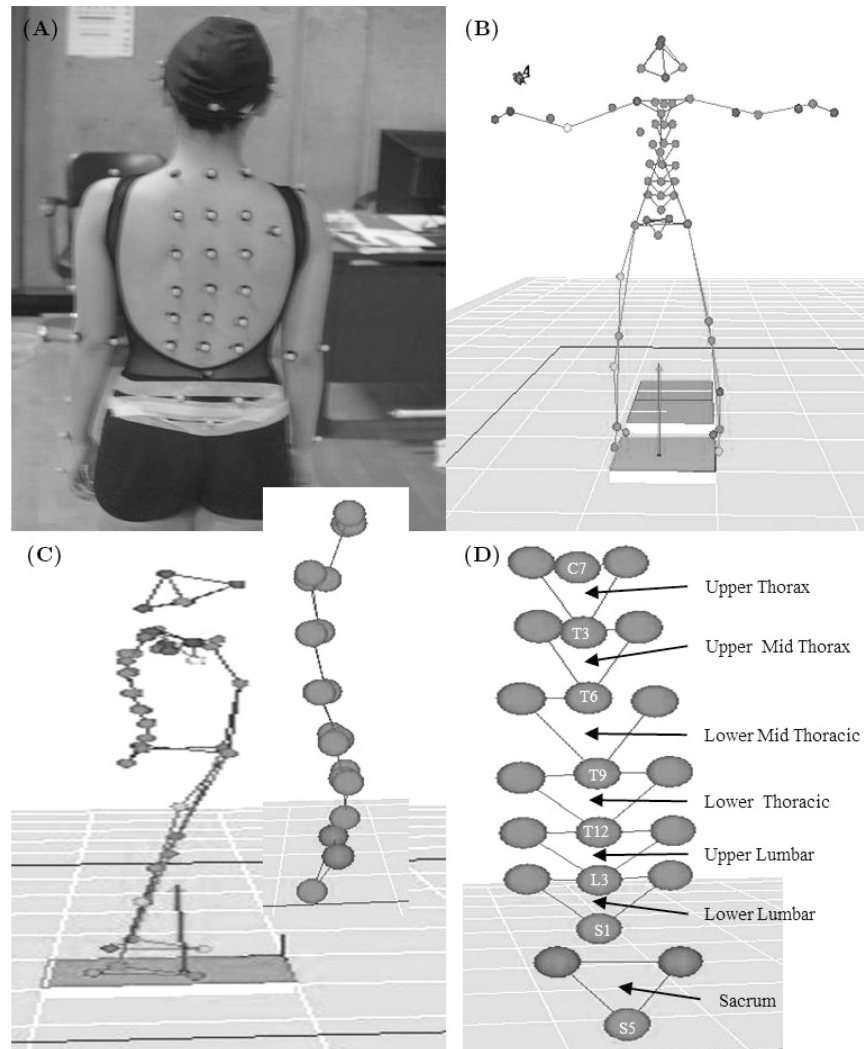 (A)
(B)
(C)
(D)
C7
Upper Thorax
T3
Upper Mid Thorax
T6
Lower Mid Thoracic
T9
Lower Thoracic
T12
Upper Lumbar
L3
Lower Lumbar
S1
Sacrum
S5